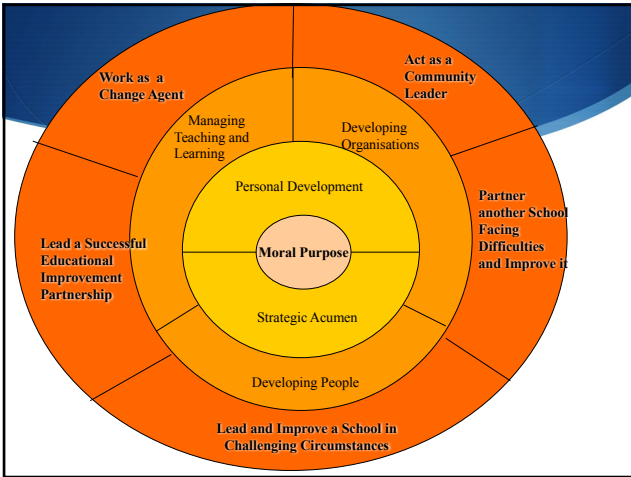 Work as a
Change Agent
Act as a
Community
Leader
Managing
Teaching and
Learning
Developing
Organisations
Personal Development
Partner
another School
Facing
Difficulties
and Improve it
Lead a Successful
Educational
Improvement
Partnership
Moral Purpose
Strategic Acumen
Developing People
Lead and Improve a School in
Challenging Circumstances